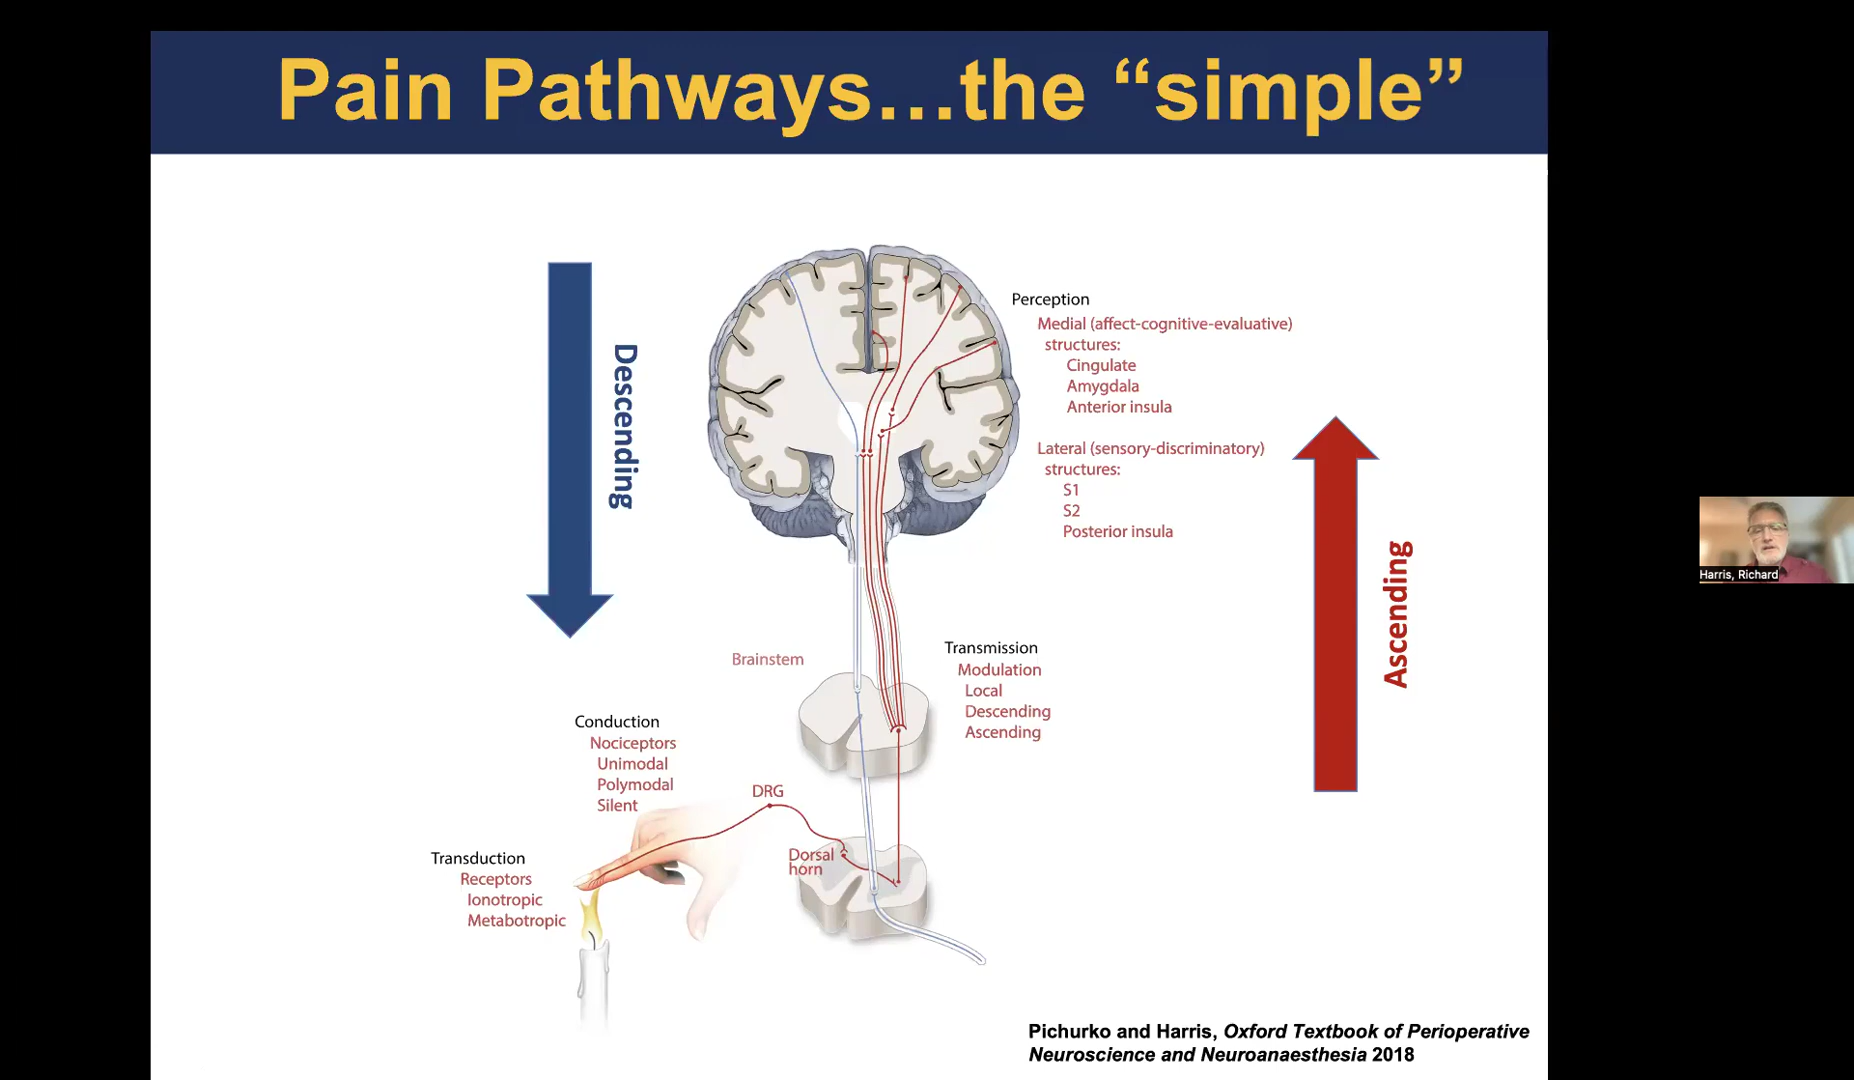 Pain Pathways…the “simple”
Descending
Perception
Medial (affect-cognitive-evaluative)
structures:
Cingulate
Amygdala
Anterior insula
Lateral (sensory-discriminatory)
structures:
S1
S2
Posterior insula
Ascending
Harris, Richard
Brainstem
Transmission
Modulation
Local
Descending
Ascending
Conduction
Nociceptors
Unimodal
Polymodal
Silent
DRG
Dorsal
horn
Transduction
Receptors
Ionotropic
Metabotropic
Pichurko and Harris, Oxford Textbook of Perioperative
Neuroscience and Neuroanaesthesia 2018